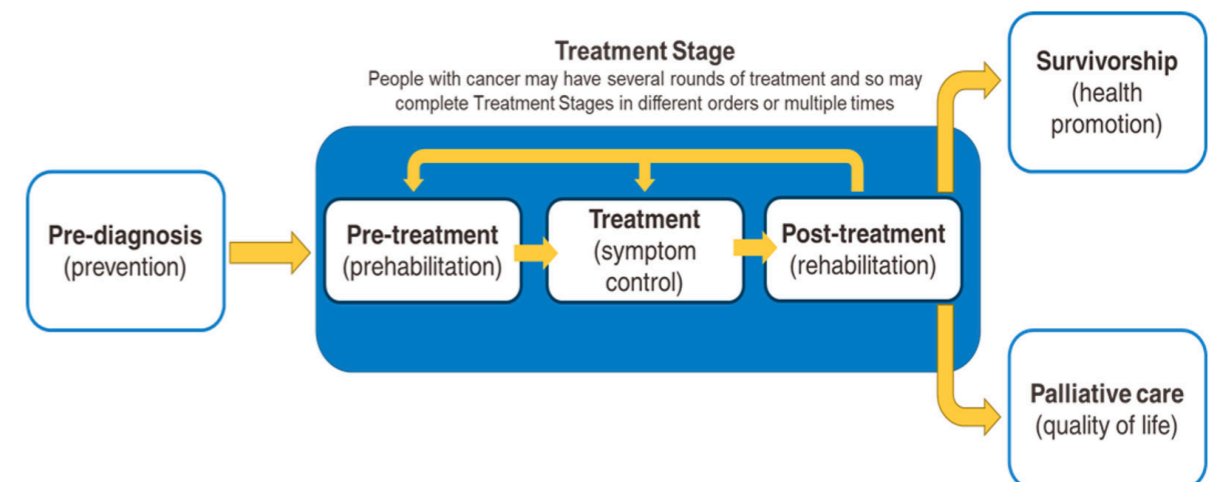 Treatment Stage
People with cancer may have several rounds of treatment and so may
complete Treatment Stages in different orders or multiple times
Pre-diagnosis
(prevention)
Pre-treatment
(prehabilitation)
Treatment
(symptom
control)
Post-treatment
(rehabilitation)
Survivorship
(health
promotion)
Palliative care
(quality of life)